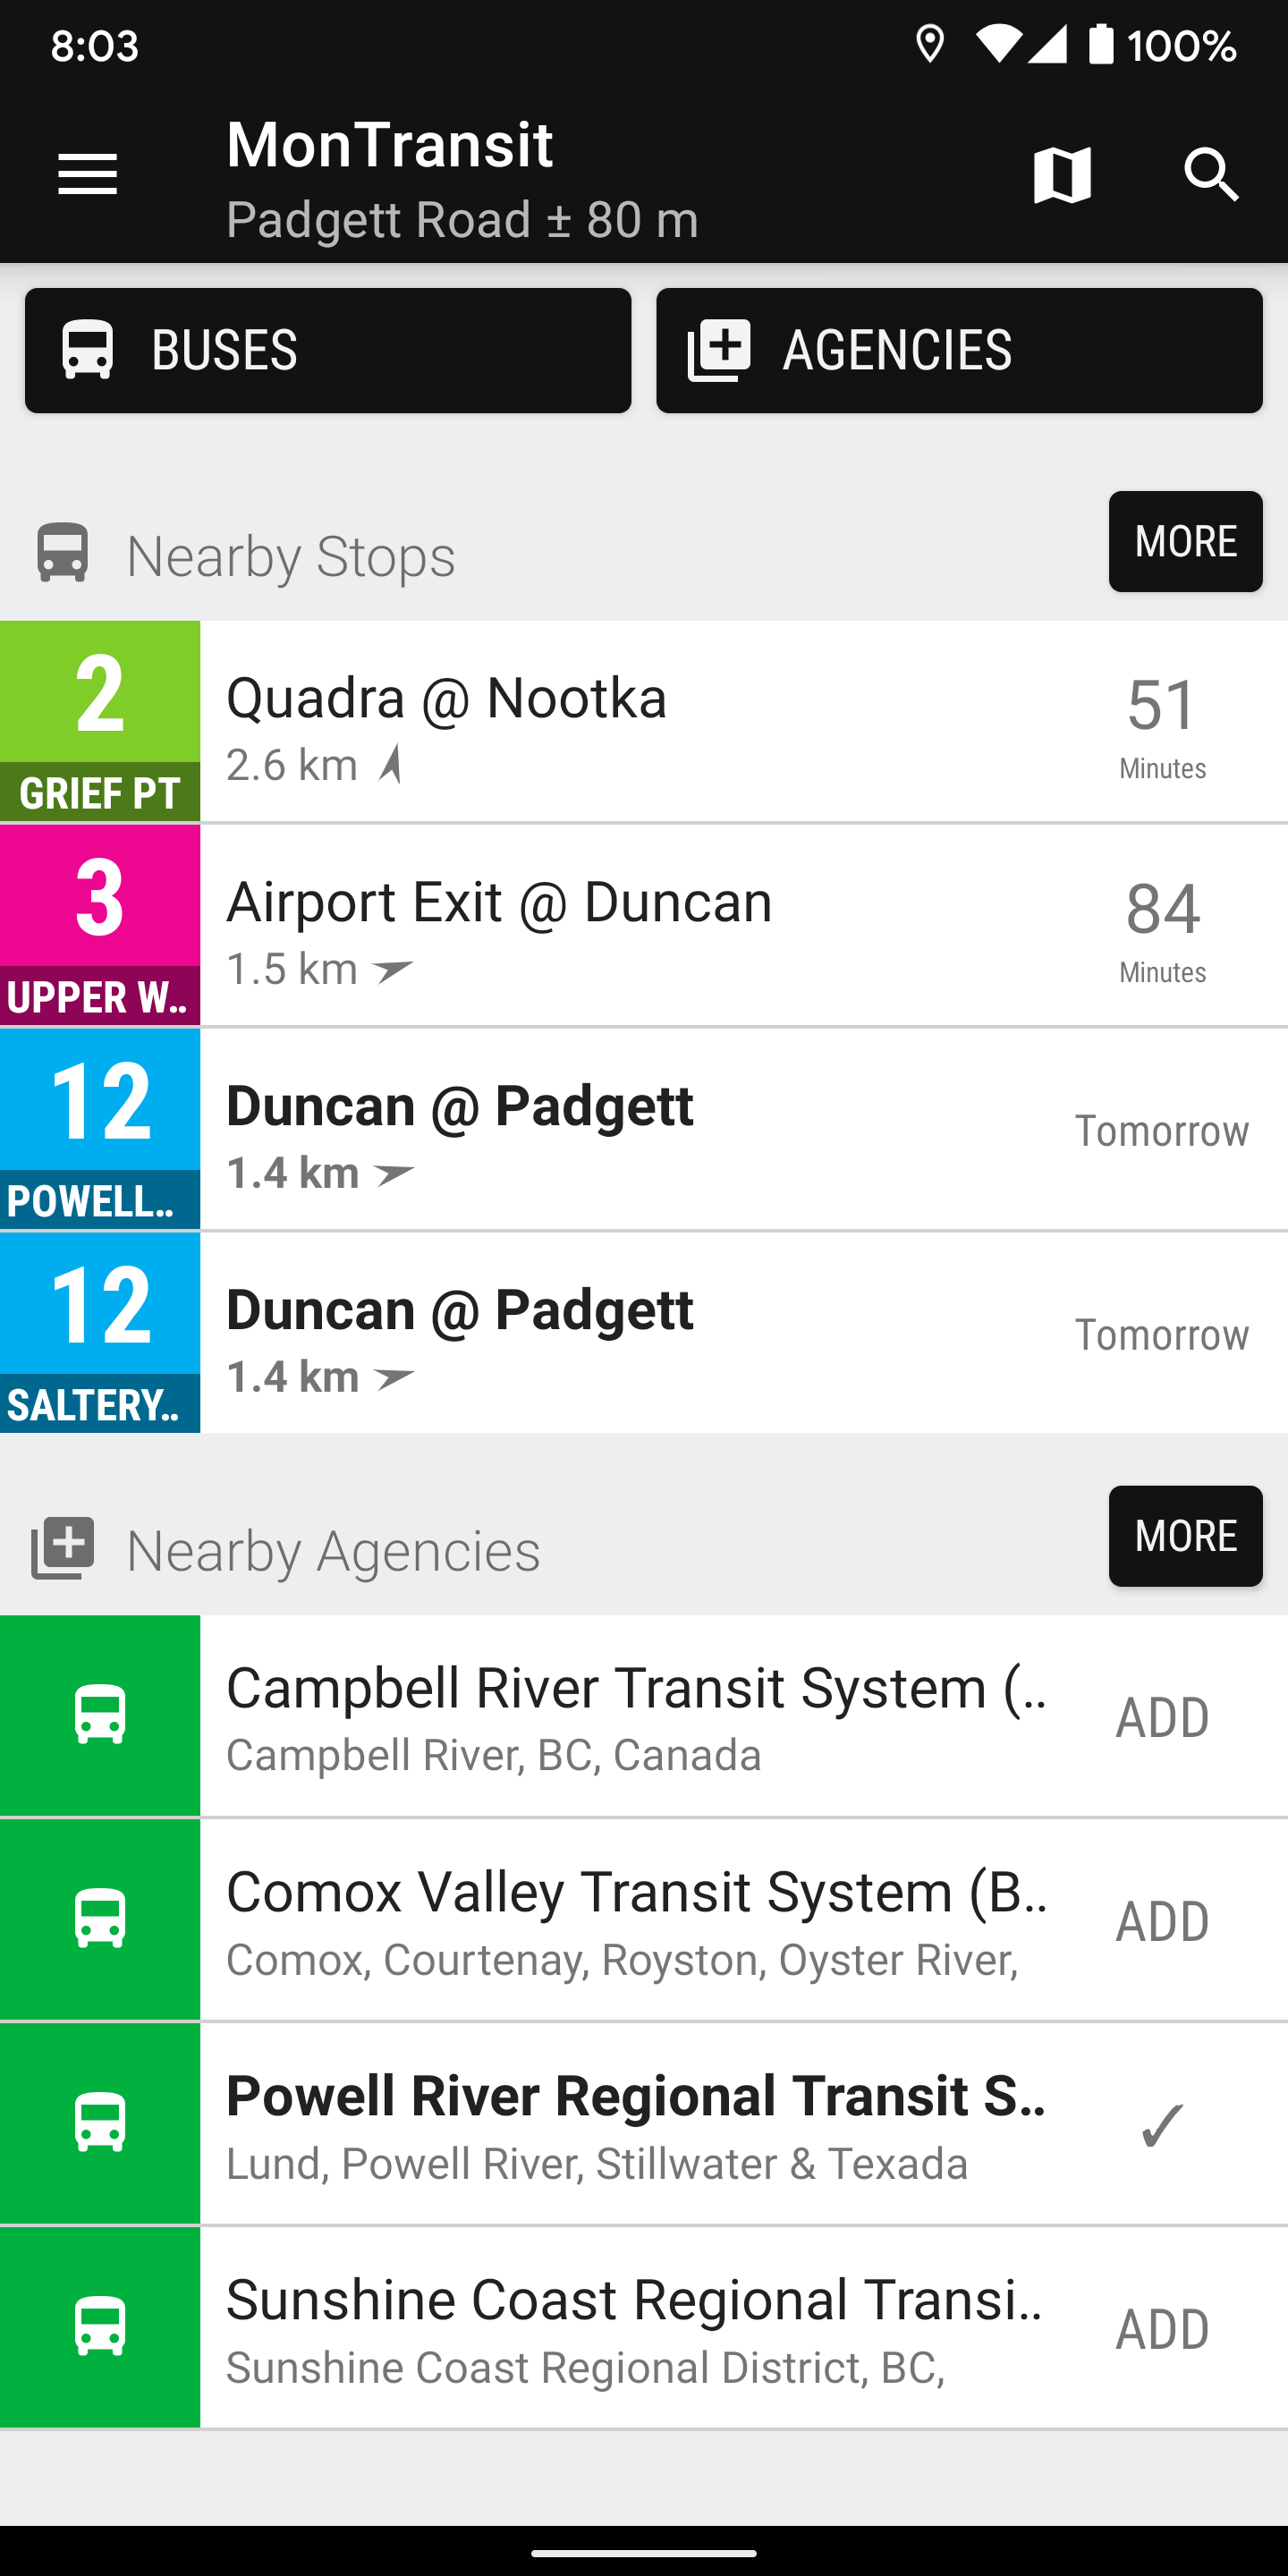 8:03
100%
MonTransit
Padgett Road ± 80 m
BUSES
AGENCIES
Nearby Stops
MORE
2
GRIEF PT
Quadra @ Nootka
2.6 km
51
Minutes
3
UPPER W..
Airport Exit @ Duncan
1.5 km
84
Minutes
12
POWELL..
Duncan @ Padgett
1.4 km
Tomorrow
12
SALTERY..
Duncan @ Padgett
1.4 km
Tomorrow
Nearby Agencies
MORE
Campbell River Transit System (..
Campbell River, BC, Canada
ADD
Comox Valley Transit System (B..
Comox, Courtenay, Royston, Oyster River,
ADD
Powell River Regional Transit S..
Lund, Powell River, Stillwater & Texada
✓
Sunshine Coast Regional Transi..
Sunshine Coast Regional District, BC,
ADD